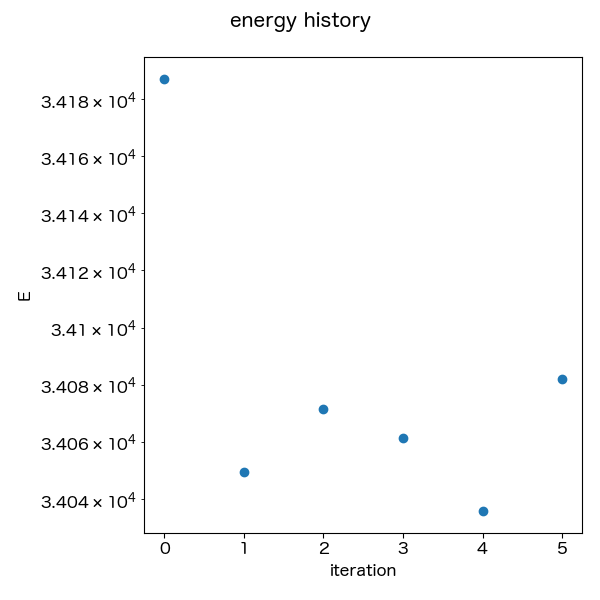 energy history
3.418 × 10⁴
3.416 × 10⁴
3.414 × 10⁴
3.412 × 10⁴
3.41 × 10⁴
3.408 × 10⁴
3.406 × 10⁴
3.404 × 10⁴
E
0 1 2 3 4 5
iteration